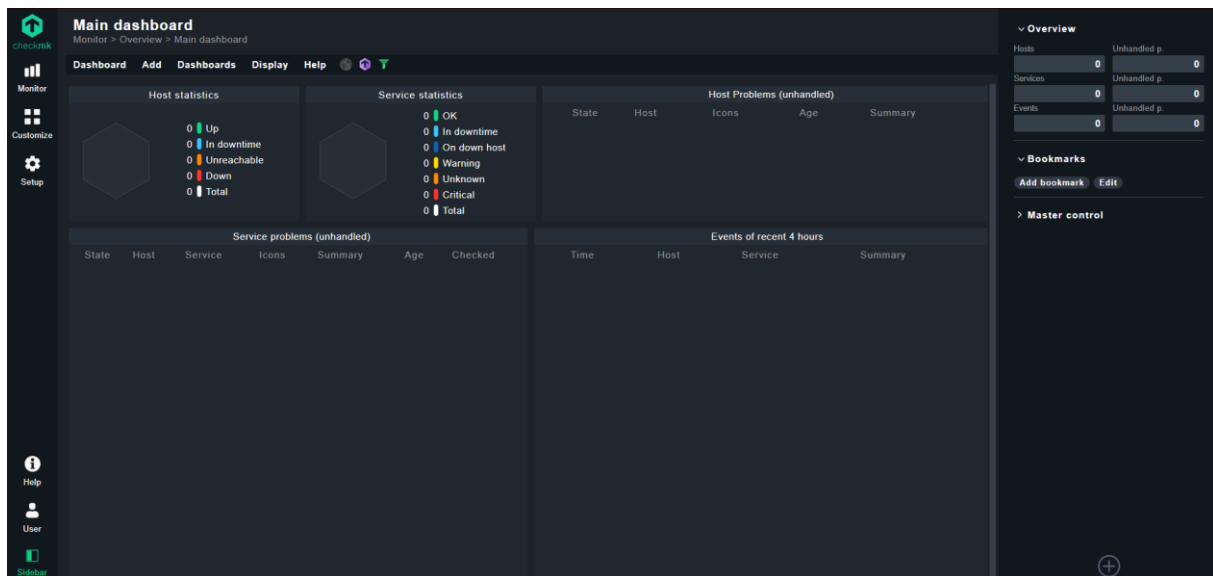 checkmk
Monitor
Customize
Setup
Help
User
Sidebar
Main dashboard
Monitor > Overview > Main dashboard
Dashboard Add Dashboards Display Help
Host statistics
0 Up
0 In downtime
0 Unreachable
0 Down
0 Total
Service statistics
0 OK
0 In downtime
0 On down host
0 Warning
0 Unknown
0 Critical
0 Total
Host Problems (unhandled)
State Host Icons Age Summary
Service problems (unhandled)
State Host Service Icons Summary Age Checked
Events of recent 4 hours
Time Host Service Summary
Overview
Hosts Unhandled p.
0 0
Services Unhandled p.
0 0
Events Unhandled p.
0 0
Bookmarks
Add bookmark Edit
Master control